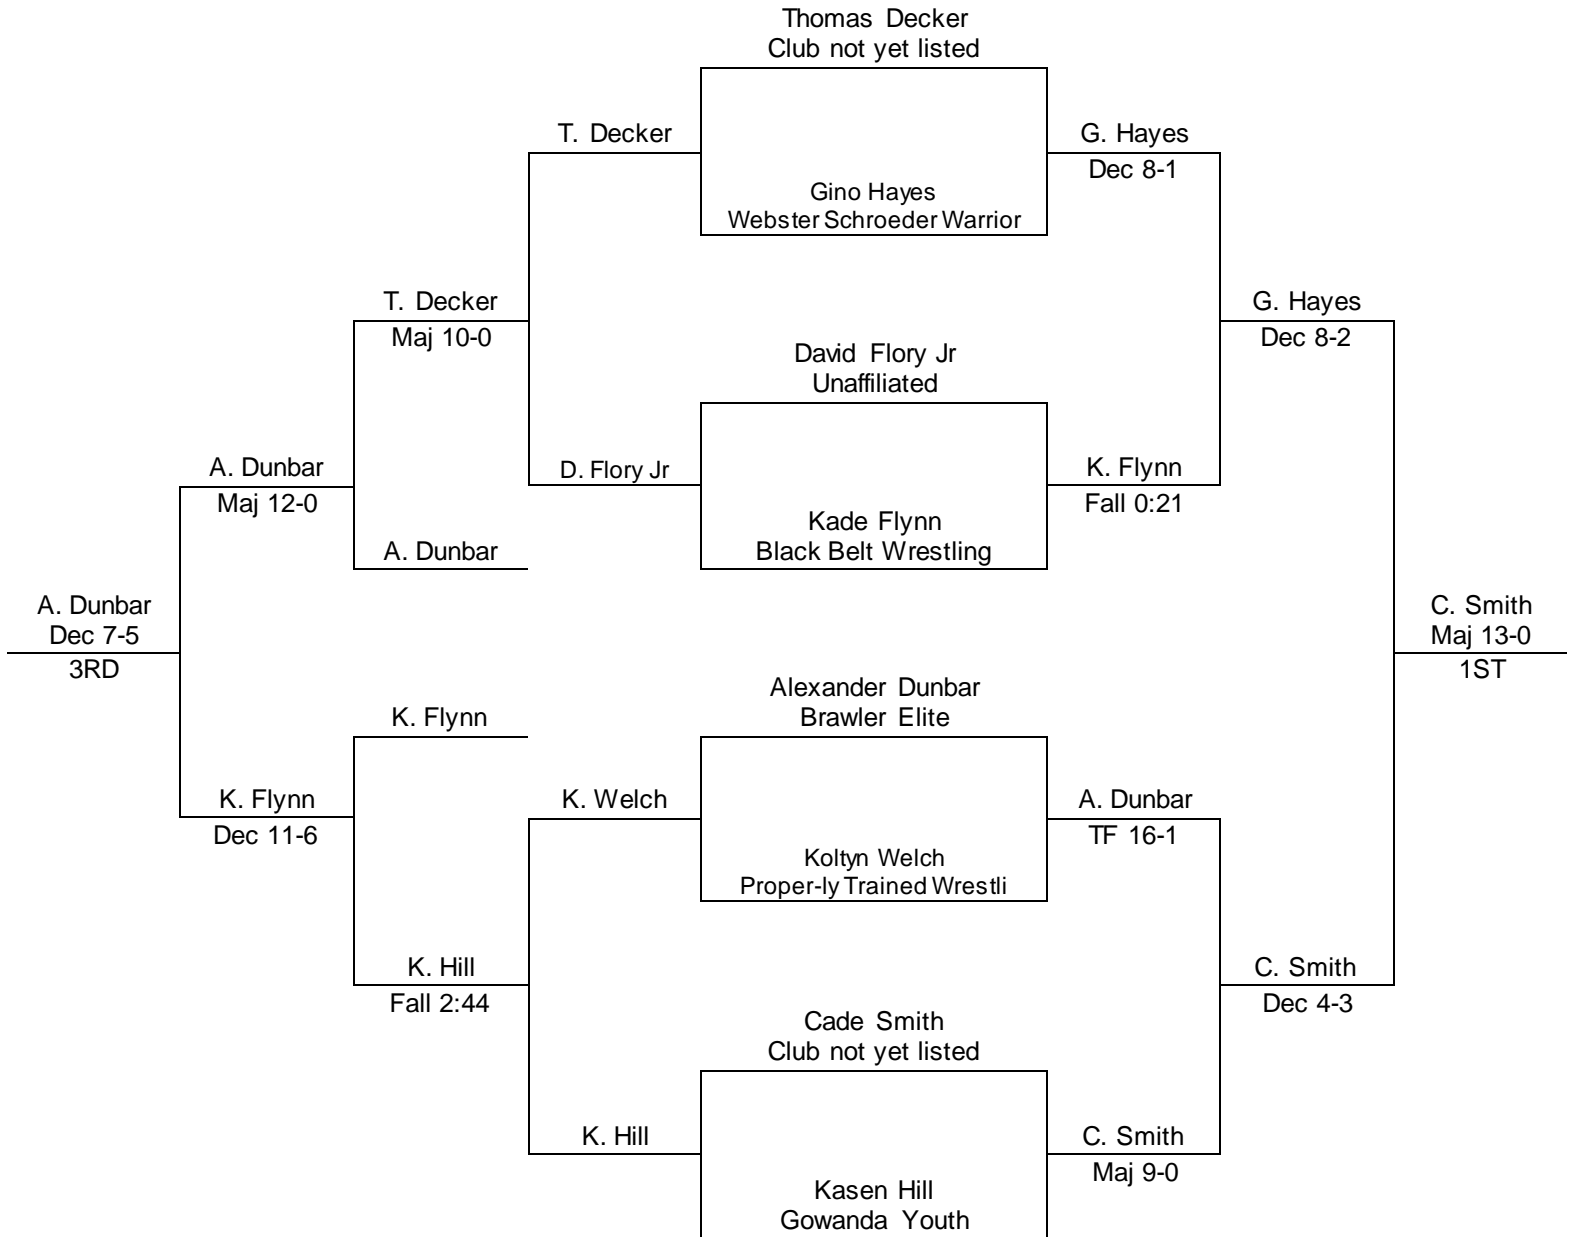 Thomas Decker
Club not yet listed
T. Decker
G. Hayes
Dec 8-1
Gino Hayes
Webster Schroeder Warrior
T. Decker
Maj 10-0
G. Hayes
Dec 8-2
David Flory Jr
Unaffiliated
A. Dunbar
Maj 12-0
D. Flory Jr
K. Flynn
Fall 0:21
Kade Flynn
Black Belt Wrestling
A. Dunbar
A. Dunbar
Dec 7-5
3RD
C. Smith
Maj 13-0
1ST
Alexander Dunbar
Brawler Elite
K. Flynn
K. Flynn
Dec 11-6
K. Welch
A. Dunbar
TF 16-1
Koltyn Welch
Proper-ly Trained Wrestli
K. Hill
Fall 2:44
C. Smith
Dec 4-3
Cade Smith
Club not yet listed
K. Hill
C. Smith
Maj 9-0
Kasen Hill
Gowanda Youth